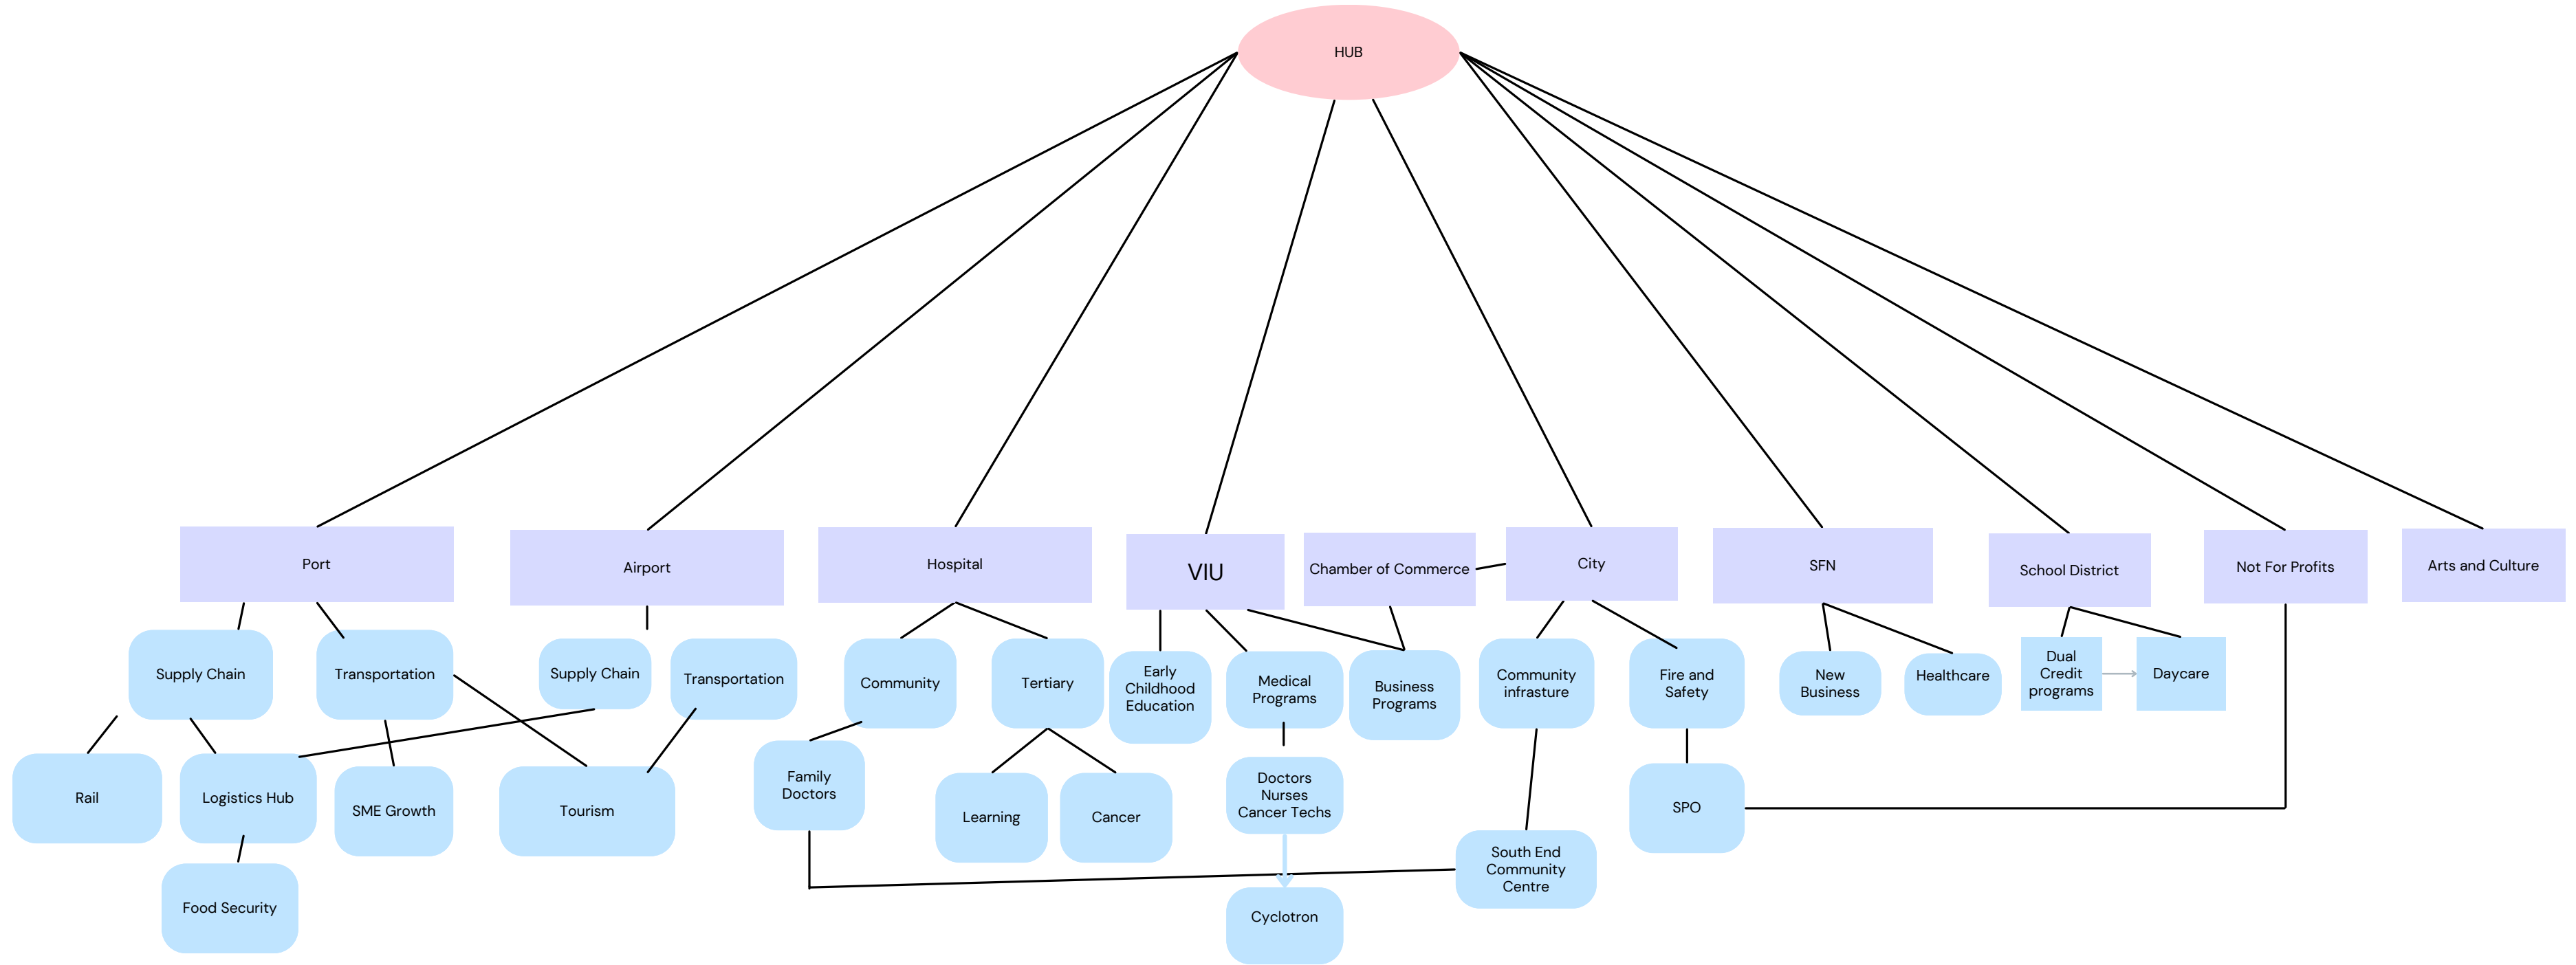 HUB
Port
Airport
Hospital
VIU
Chamber of Commerce
City
SFN
School District
Not For Profits
Arts and Culture
Supply Chain
Transportation
Supply Chain
Transportation
Community
Tertiary
Early
Childhood
Education
Medical
Programs
Business
Programs
Community
infrasture
Fire and
Safety
New
Business
Healthcare
Dual
Credit
programs
Daycare
Rail
Logistics Hub
SME Growth
Tourism
Family
Doctors
Learning
Cancer
Doctors
Nurses
Cancer Techs
South End
Community
Centre
SPO
Food Security
Cyclotron